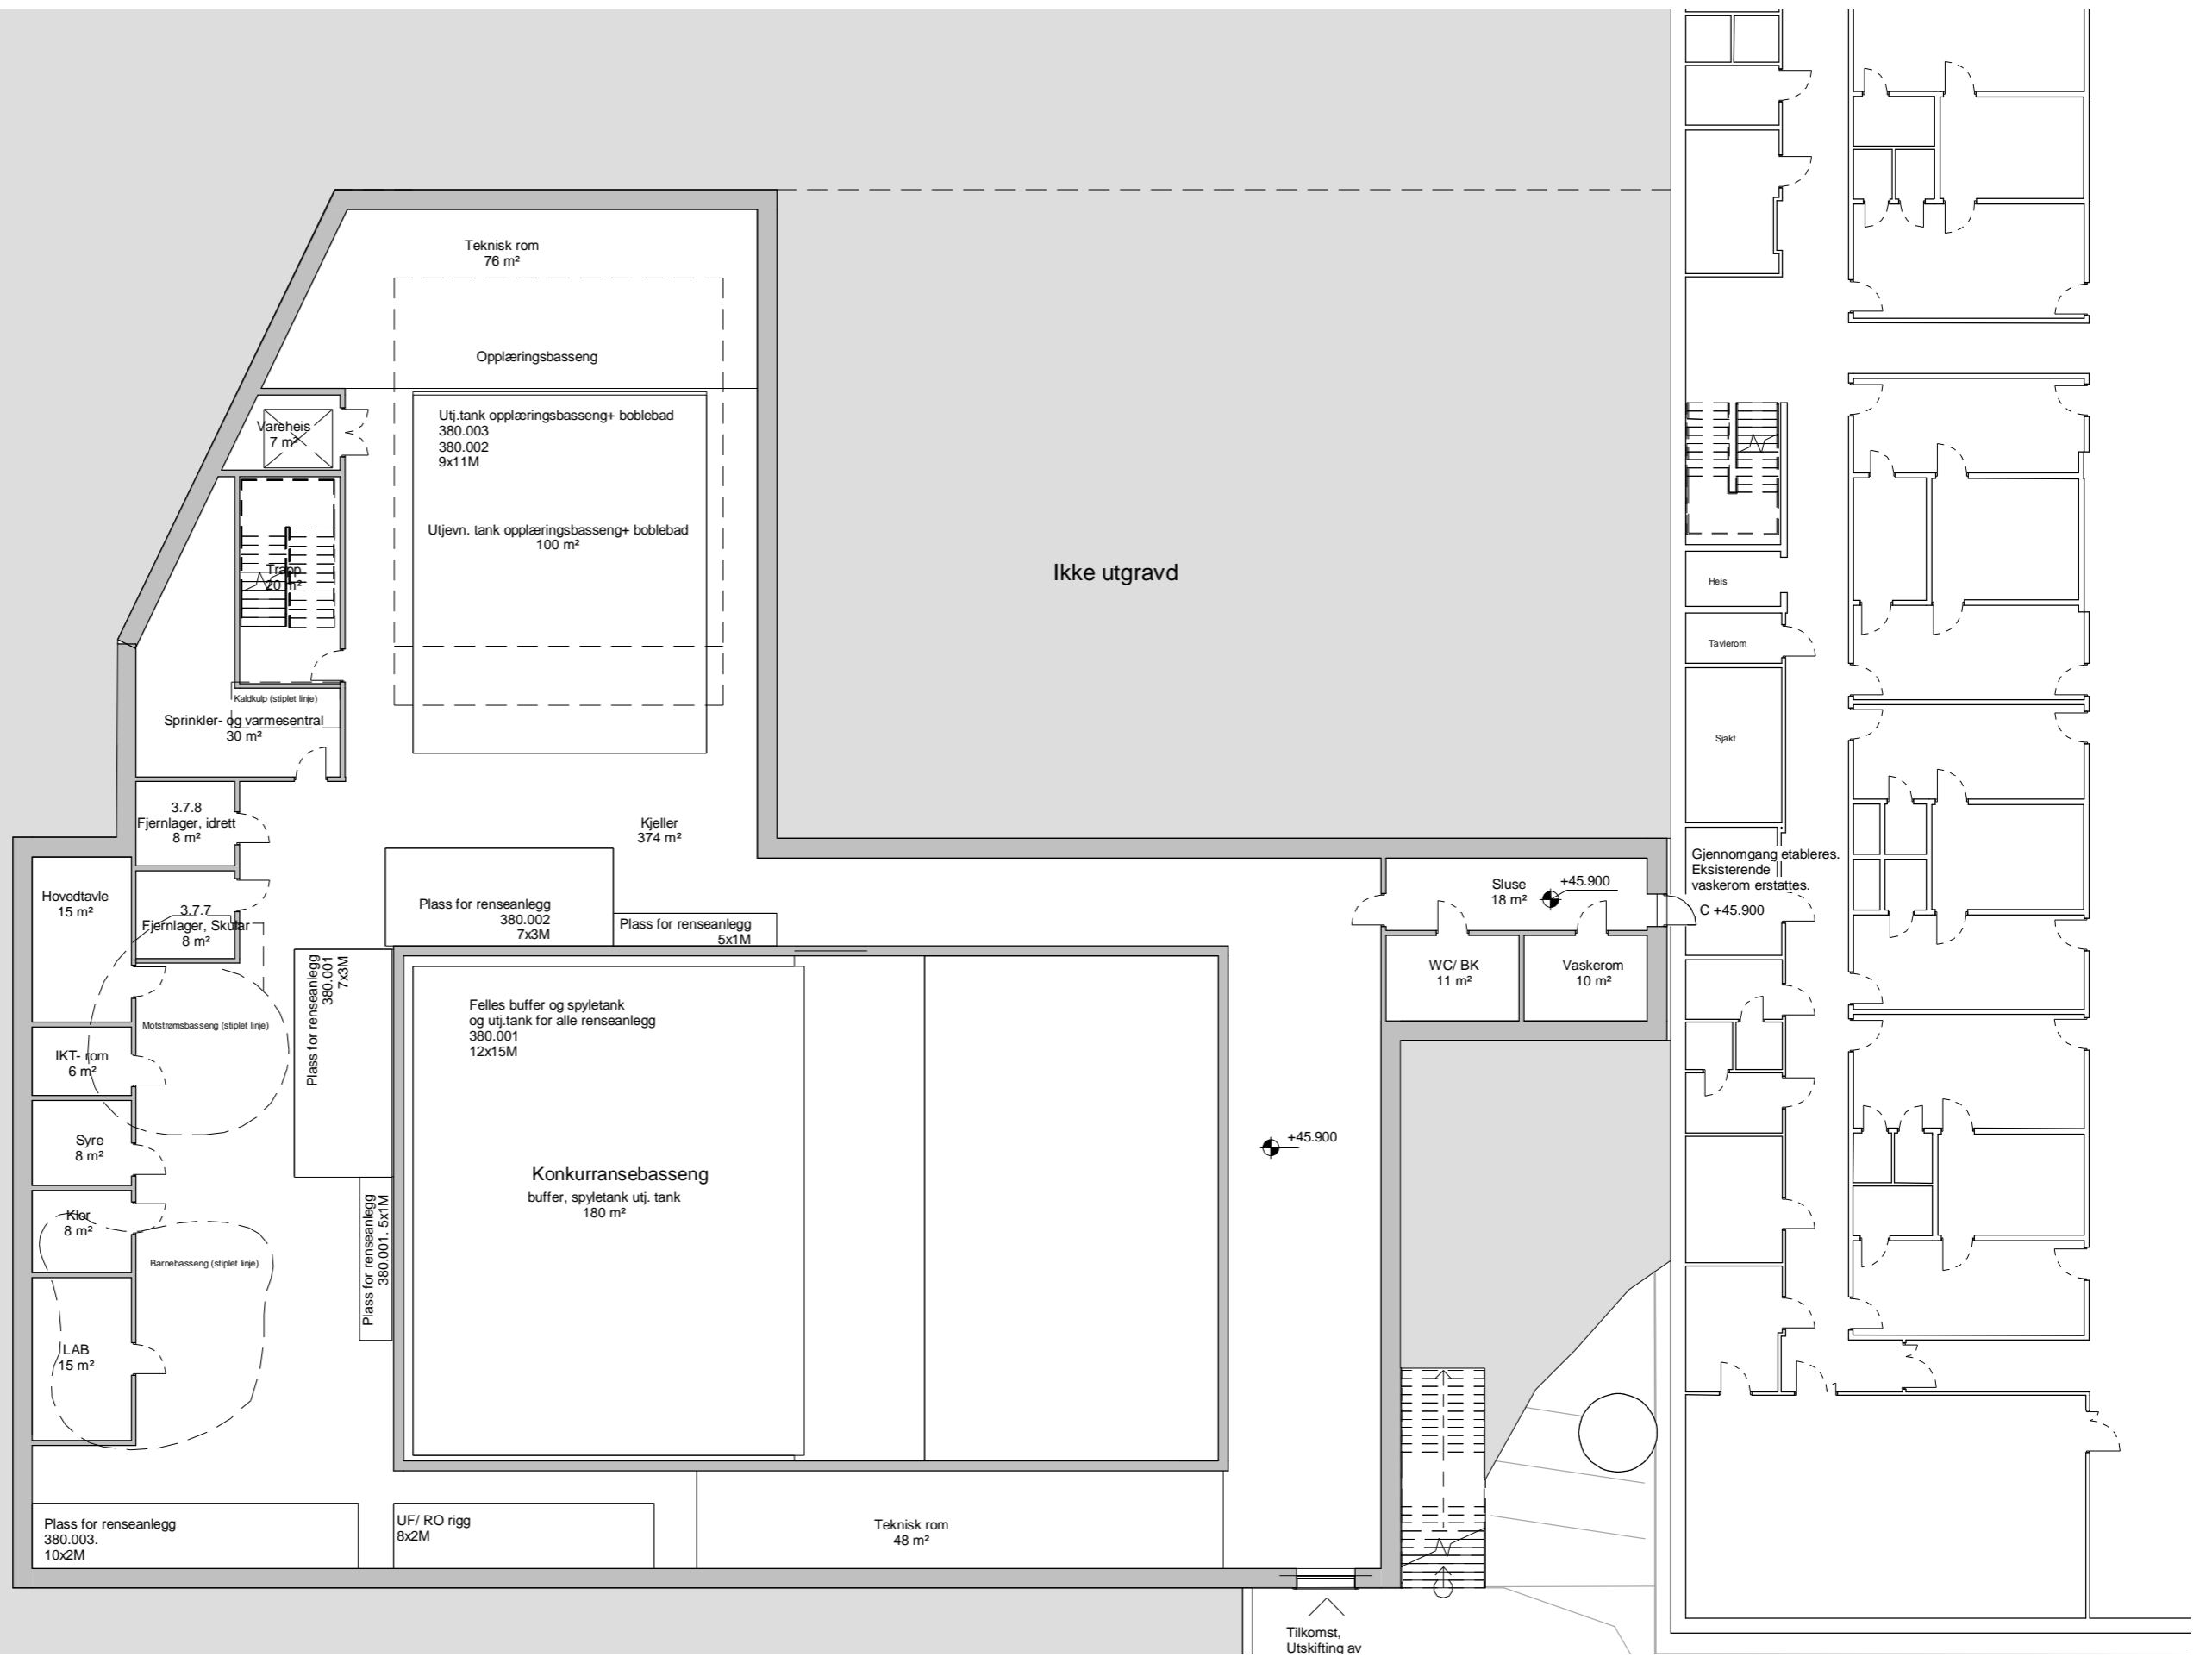 Teknisk rom
76 m²
Opplæringsbasseng
Vareheis
7 m²
Utj.tank opplæringsbasseng+ boblebad
380.003
380.002
9x11M
Utjevn. tank opplæringsbasseng+ boblebad
100 m²
Trapp
20 m²
Ikke utgravd
Kaldkulp (stiplet linje)
Sprinkler- og varmesentral
30 m²
3.7.8
Fjernlager, idrett
8 m²
Kjeller
374 m²
Hovedtavle
15 m²
3.7.7
Fjernlager, Skular
8 m²
Plass for renseanlegg
380.002
7x3M
Plass for renseanlegg
5x1M
Plass for renseanlegg
380.001
7x3M
Motstrømsbasseng (stiplet linje)
IKT- rom
6 m²
Syre
8 m²
Klor
8 m²
Barnebasseng (stiplet linje)
LAB
15 m²
Plass for renseanlegg
380.001. 5x1M
Felles buffer og spyletank
og utj.tank for alle renseanlegg
380.001
12x15M
Konkurransebasseng
buffer, spyletank utj. tank
180 m²
+45.900
Sluse
18 m²
+45.900
WC/ BK
11 m²
Vaskerom
10 m²
Heis
Tavlerom
Sjakt
Gjennomgang etableres.
Eksisterende
vaskerom erstattes.
C +45.900
Plass for renseanlegg
380.003.
10x2M
UF/ RO rigg
8x2M
Teknisk rom
48 m²
Tilkomst,
Utskifting av